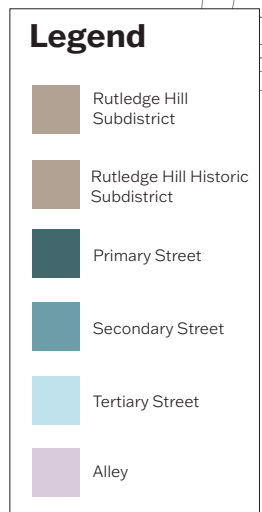 Legend
Rutledge Hill
Subdistrict
Rutledge Hill Historic
Subdistrict
Primary Street
Secondary Street
Tertiary Street
Alley